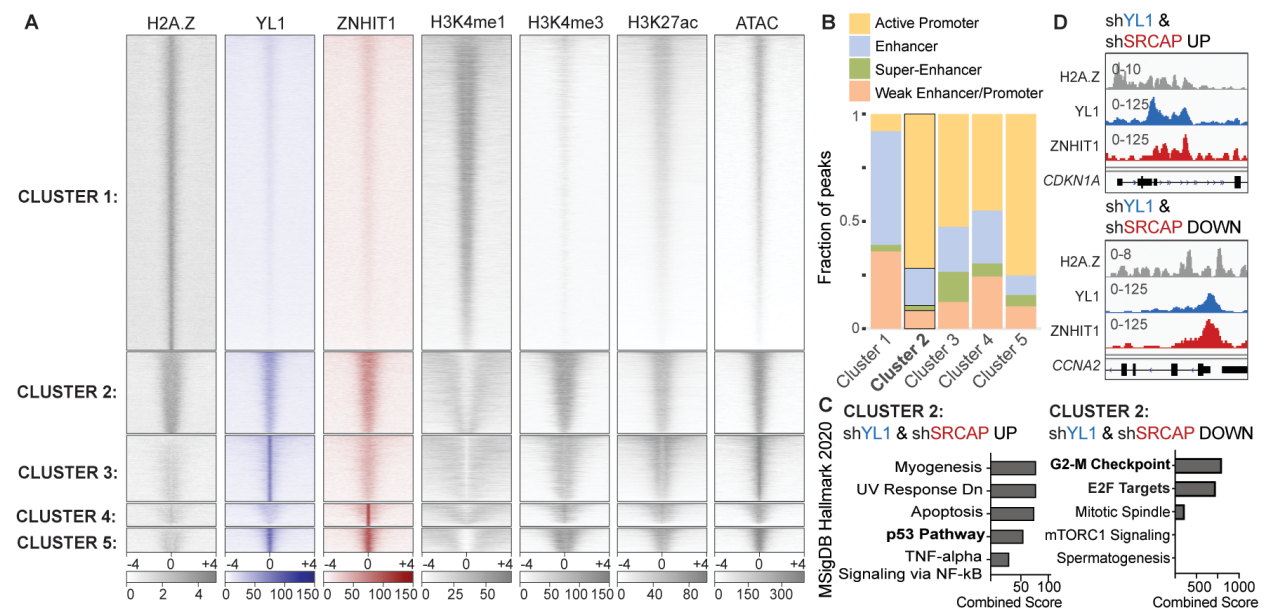 A
H2A.Z YL1 ZNHIT1 H3K4me1 H3K4me3 H3K27ac ATAC
CLUSTER 1:
CLUSTER 2:
CLUSTER 3:
CLUSTER 4:
CLUSTER 5:
-4 0 +4 -4 0 +4 -4 0 +4 -4 0 +4 -4 0 +4 -4 0 +4 -4 0 +4
0 2 4 0 50 100 150 0 50 100 150 0 25 50 0 50 100 150 0 40 80 0 150 300
B
Active Promoter
Enhancer
Super-Enhancer
Weak Enhancer/Promoter
Fraction of peaks
1
0.5
0
Cluster 1
Cluster 2
Cluster 3
Cluster 4
Cluster 5
C
MSigDB Hallmark 2020
CLUSTER 2:
shYL1 & shSRCAP UP
Myogenesis
UV Response Dn
Apoptosis
p53 Pathway
TNF-alpha
Signaling via NF-kB
0 50 100
Combined Score
CLUSTER 2:
shYL1 & shSRCAP DOWN
G2-M Checkpoint
E2F Targets
Mitotic Spindle
mTORC1 Signaling
Spermatogenesis
500 1000
Combined Score
D
shYL1 &
shSRCAP UP
H2A.Z 0-10
YL1 0-125
ZNHIT1 0-125
CDKN1A
shYL1 &
shSRCAP DOWN
H2A.Z 0-8
YL1 0-125
ZNHIT1 0-125
CCNA2